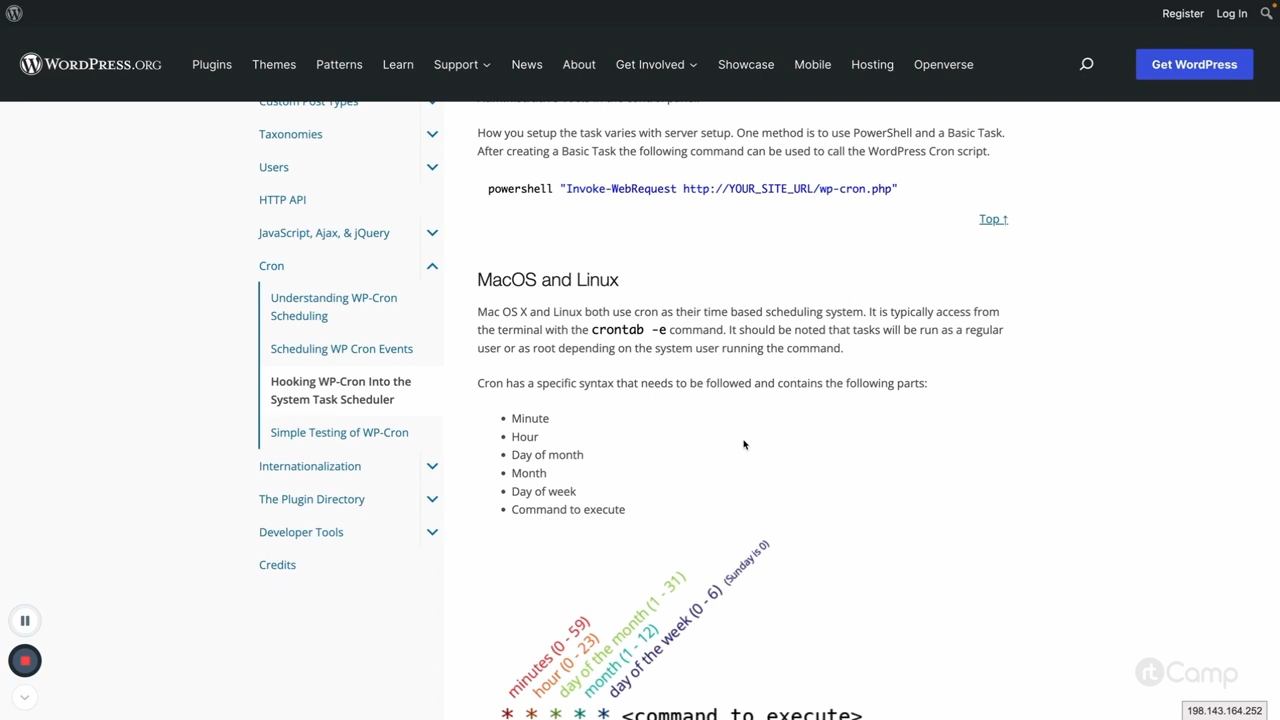 Register Log In
WORDPRESS.ORG Plugins Themes Patterns Learn Support News About Get Involved Showcase Mobile Hosting Openverse Get WordPress
Custom Post Types
Taxonomies
Users
HTTP API
JavaScript, Ajax, & jQuery
Cron
Understanding WP-Cron
Scheduling
Scheduling WP Cron Events
Hooking WP-Cron Into the
System Task Scheduler
Simple Testing of WP-Cron
Internationalization
The Plugin Directory
Developer Tools
Credits
How you setup the task varies with server setup. One method is to use PowerShell and a Basic Task.
After creating a Basic Task the following command can be used to call the WordPress Cron script.
powershell "Invoke-WebRequest http://YOUR_SITE_URL/wp-cron.php"
Top ↑
MacOS and Linux
Mac OS X and Linux both use cron as their time based scheduling system. It is typically access from
the terminal with the crontab -e command. It should be noted that tasks will be run as a regular
user or as root depending on the system user running the command.
Cron has a specific syntax that needs to be followed and contains the following parts:
• Minute
• Hour
• Day of month
• Month
• Day of week
• Command to execute
minutes (0 - 59)
hour (0 - 23)
day of the month (1 - 31)
month (1 - 12)
day of the week (0 - 6) (Sunday is 0)
* * * * * <command to execute>
rtCamp
198.143.164.252